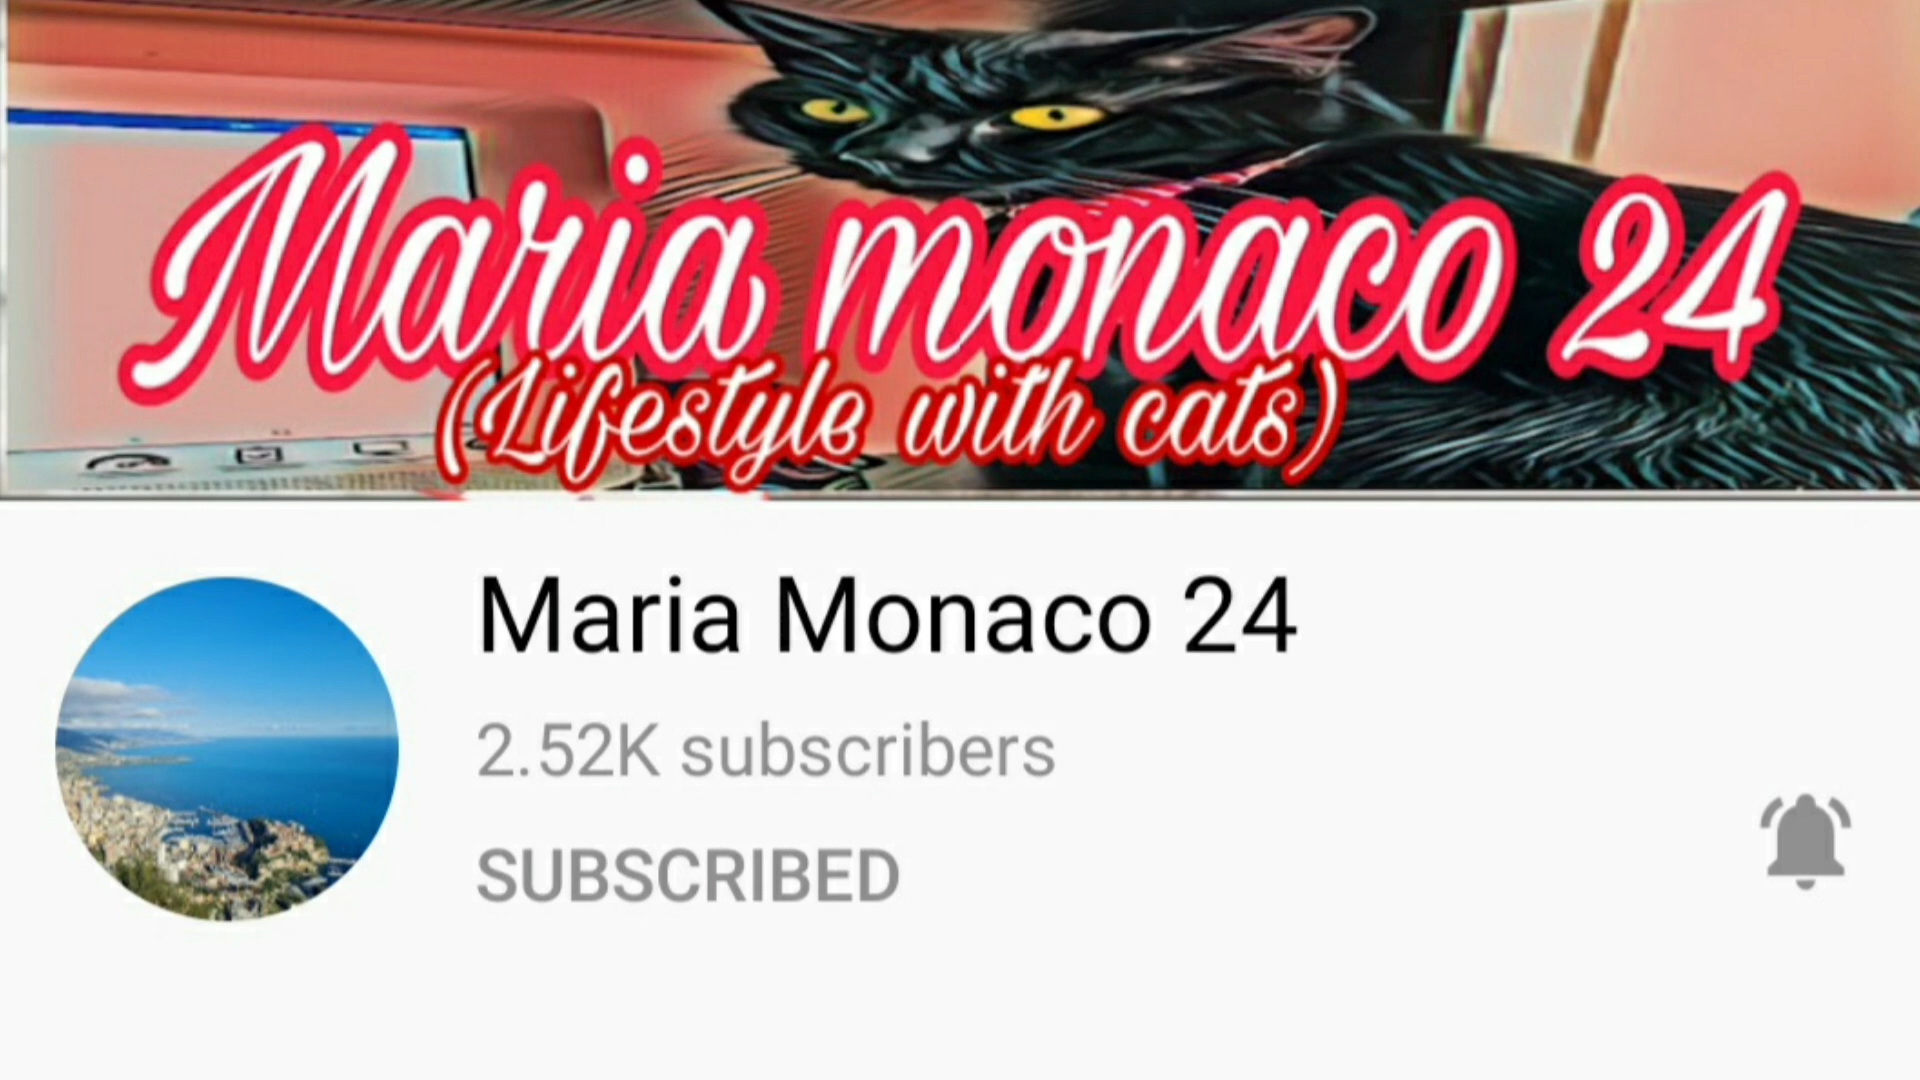 Maria monaco 24
(Lifestyle with cats)
Maria Monaco 24
2.52K subscribers
SUBSCRIBED